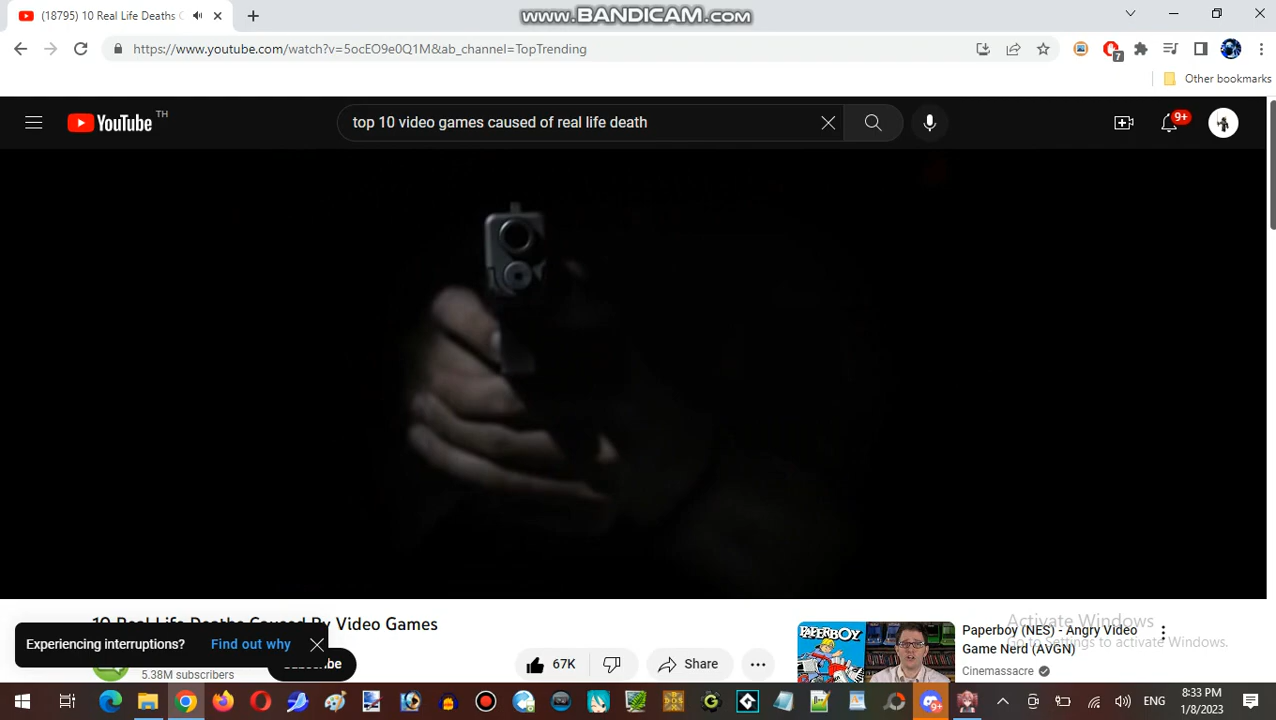 (18795) 10 Real Life Deaths
www.BANDICAM.com
https://www.youtube.com/watch?v=5ocEO9e0Q1M&ab_channel=TopTrending
7
Other bookmarks
YouTube TH
top 10 video games caused of real life death
9+
10 Real Life Deaths Caused By Video Games
Experiencing interruptions? Find out why
Subscribe
5.38M subscribers
67K
Share
PAPERBOY
Paperboy (NES) - Angry Video
Game Nerd (AVGN)
Cinemassacre
Activate Windows
Go to Settings to activate Windows.
ENG
8:33 PM
1/8/2023